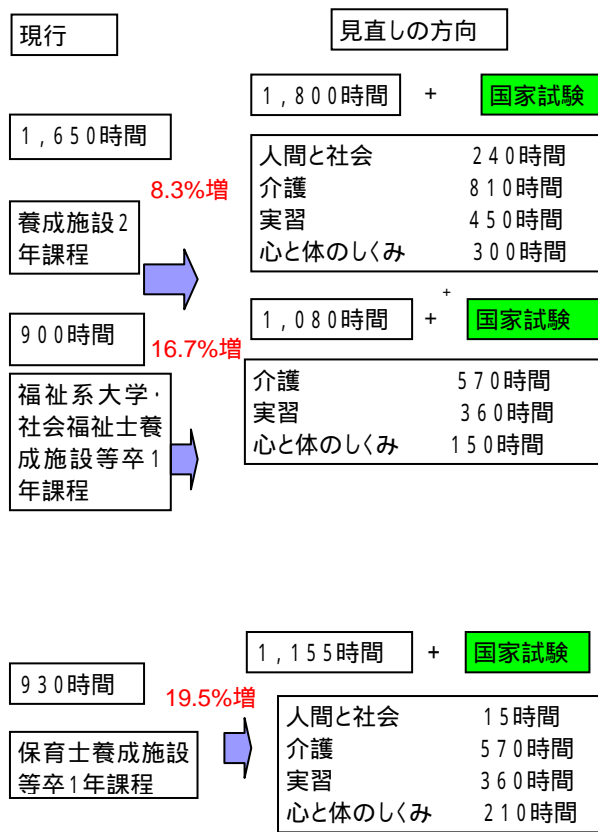 現行
見直しの方向
1,800時間 + 国家試験
1,650時間
人間と社会 240時間
介護 810時間
実習 450時間
心と体のしくみ 300時間
8.3%増
養成施設2
年課程
+
1,080時間 + 国家試験
900時間
16.7%増
介護 570時間
実習 360時間
心と体のしくみ 150時間
福祉系大学・
社会福祉士養
成施設等卒1
年課程
1,155時間 + 国家試験
930時間
19.5%増
人間と社会 15時間
介護 570時間
実習 360時間
心と体のしくみ 210時間
保育士養成施設
等卒1年課程